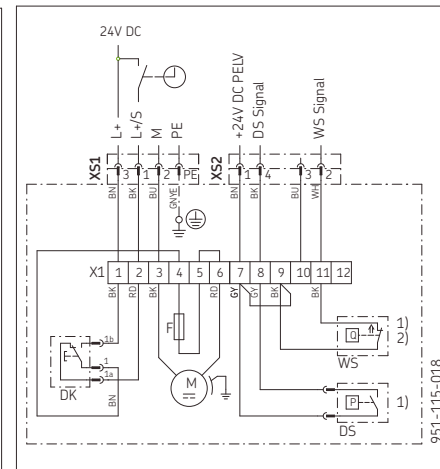 24V DC
L+
L+/S
M
PE
+24V DC PELV
DS Signal
WS Signal
XS1
3
1
2
PE
XS2
1
4
3
2
BN
BK
BU
GNYE
BN
BK
BU
WH
X1
1
2
3
4
5
6
7
8
9
10
11
12
BK
RD
BK
RD
GY
GY
BK
BK
F
1b
1
1a
DK
BN
M
Q
1)
2)
WS
P
1)
DS
951-115-018